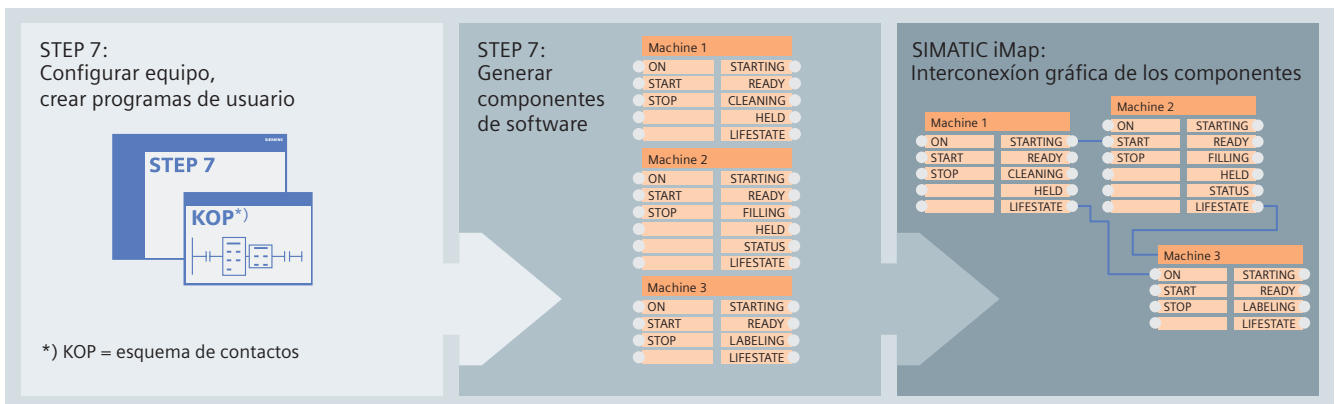 STEP 7:
Configurar equipo,
crear programas de usuario
SIEMENS
STEP 7
KOP*)
*) KOP = esquema de contactos
STEP 7:
Generar
componentes
de software
Machine 1
ON STARTING
START READY
STOP CLEANING
HELD
LIFESTATE
Machine 2
ON STARTING
START READY
STOP FILLING
HELD
STATUS
LIFESTATE
Machine 3
ON STARTING
START READY
STOP LABELING
LIFESTATE
SIMATIC iMap:
Interconexíon gráfica de los componentes
Machine 1
ON STARTING
START READY
STOP CLEANING
HELD
LIFESTATE
Machine 2
ON STARTING
START READY
STOP FILLING
HELD
STATUS
LIFESTATE
Machine 3
ON STARTING
START READY
STOP LABELING
LIFESTATE